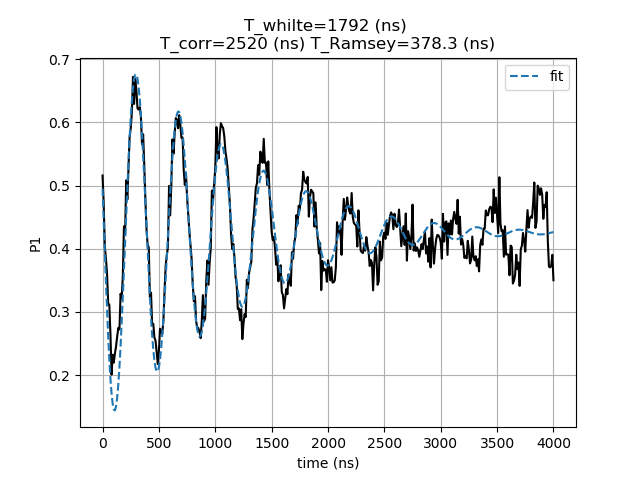 T_whilte=1792 (ns)
T_corr=2520 (ns) T_Ramsey=378.3 (ns)
fit
0.7
0.6
0.5
0.4
0.3
0.2
P1
0 500 1000 1500 2000 2500 3000 3500 4000
time (ns)